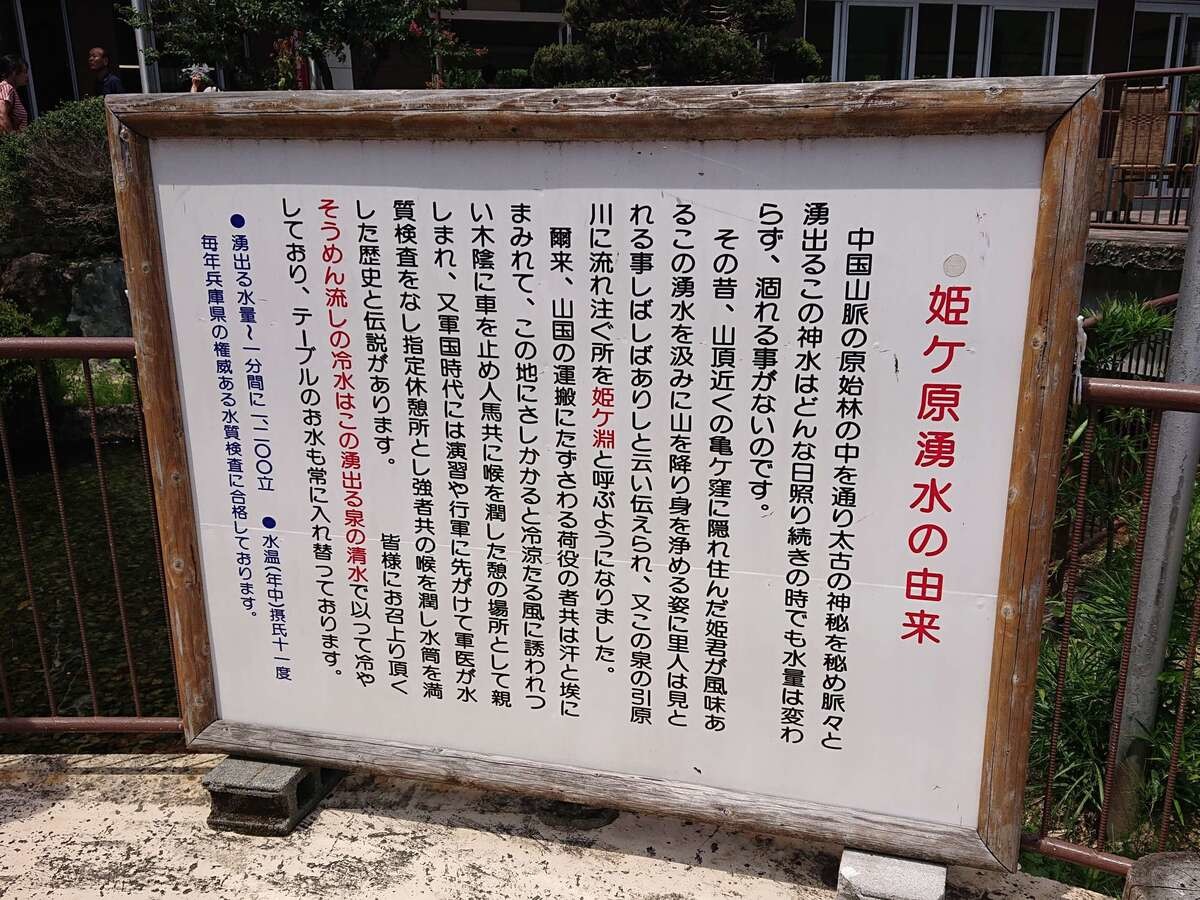 姫ケ原湧水の由来
中国山脈の原始林の中を通り太古の神秘を秘め脈々と
湧出るこの神水はどんな日照り続きの時でも水量は変わ
らず、涸れる事がないのです。
その昔、山頂近くの亀ケ窪に隠れ住んだ姫君が風味あ
るこの湧水を汲みに山を降り身を浄める姿に里人は見と
れる事しばしばありしと云い伝えられ、又この泉の引原
川に流れ注ぐ所を姫ケ淵と呼ぶようになりました。
爾来、山国の運搬にたずさわる荷役の者共は汗と埃に
まみれて、この地にさしかかると冷涼たる風に誘われつ
い木陰に車を止め人馬共に喉を潤した憩の場所として親
しまれ、又軍国時代には演習や行軍に先がけて軍医が水
質検査をなし指定休憩所とし強者共の喉を潤し水筒を満
した歴史と伝説があります。 皆様にお召上り頂く
そうめん流しの冷水はこの湧出る泉の清水で以って冷や
しており、テーブルのお水も常に入れ替っております。
●湧出る水量～一分間に一、二〇〇立 ●水温(年中)摂氏十一度
毎年兵庫県の権威ある水質検査に合格しております。